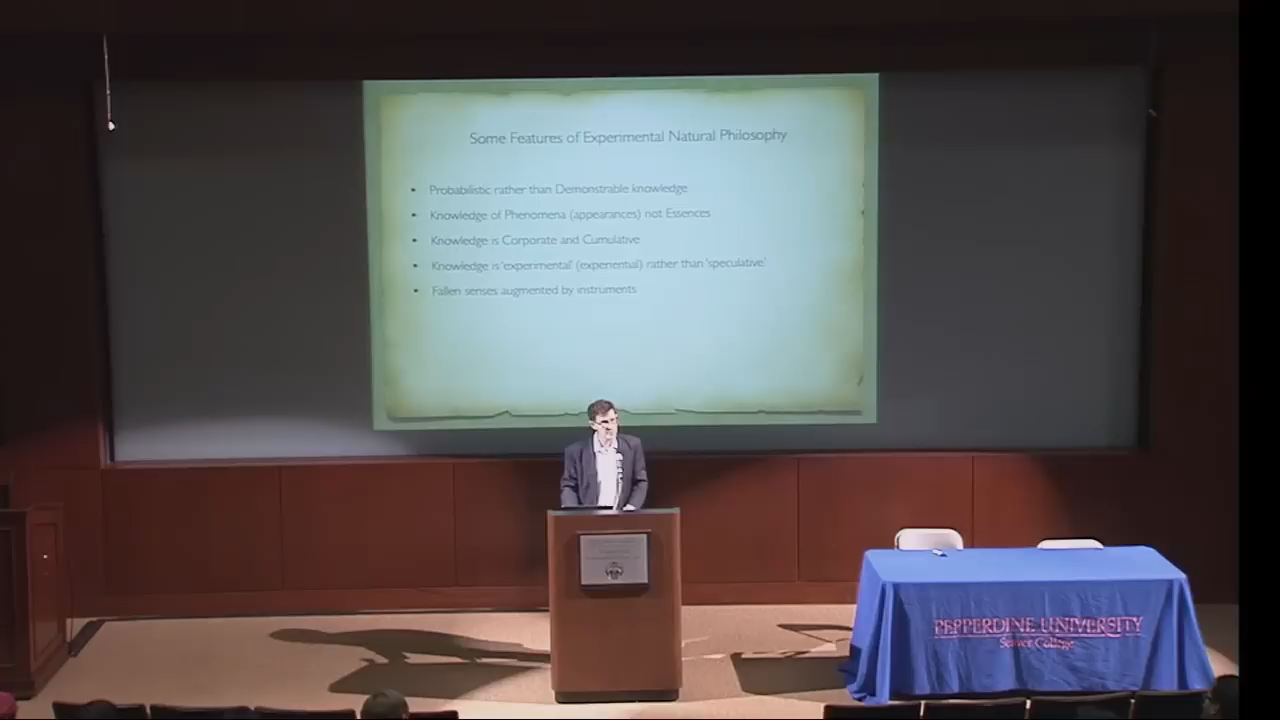 Some Features of Experimental Natural Philosophy
• Probabilistic rather than Demonstrable knowledge
• Knowledge of Phenomena (appearances) not Essences
• Knowledge is Corporate and Cumulative
• Knowledge is 'experimental' (experiential) rather than 'speculative'
• Fallen senses augmented by instruments
PEPPERDINE UNIVERSITY
Seaver College